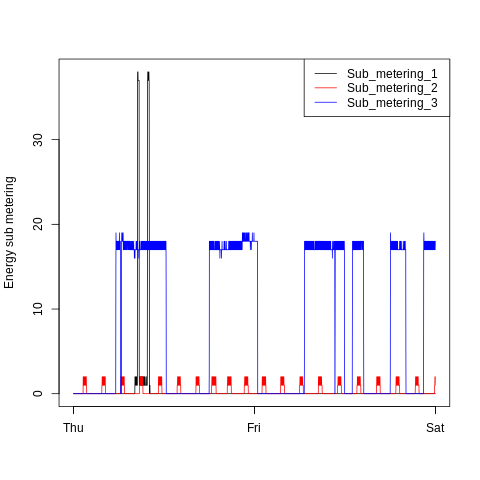 Sub_metering_1
Sub_metering_2
Sub_metering_3
Energy sub metering
30
20
10
0
Thu Fri Sat